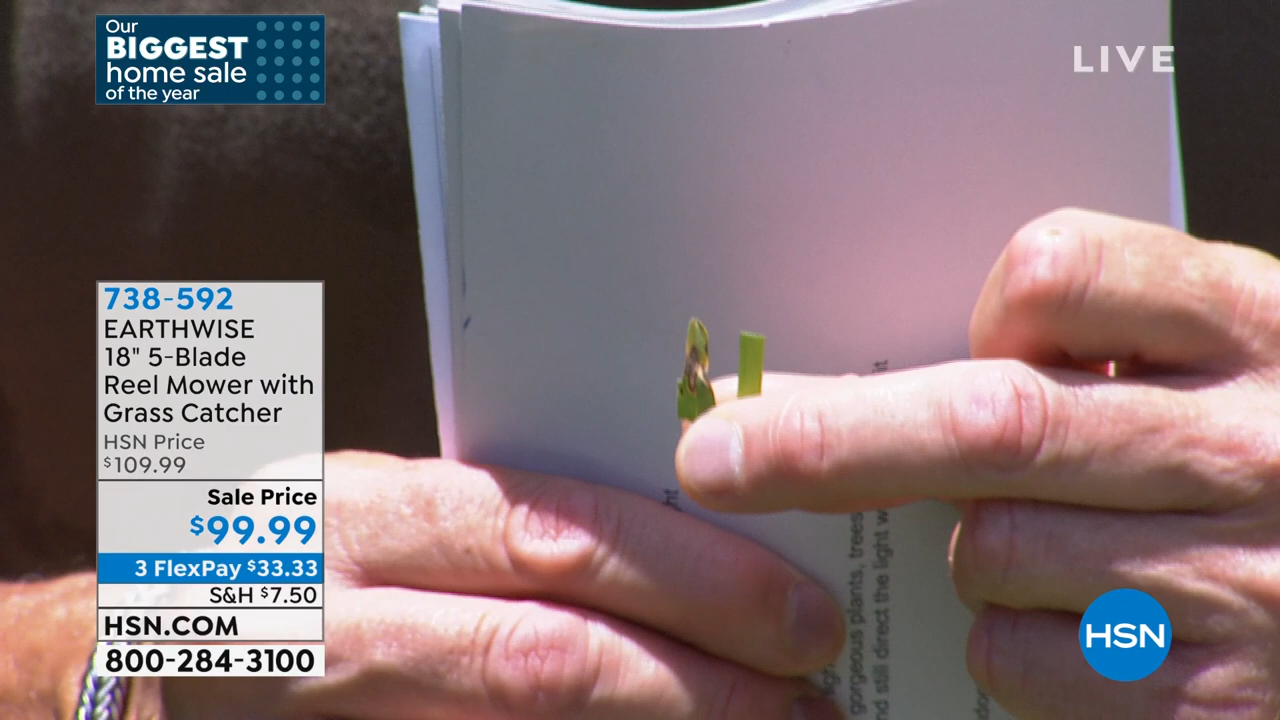 Our
BIGGEST
home sale
of the year
LIVE
738-592
EARTHWISE
18" 5-Blade
Reel Mower with
Grass Catcher
HSN Price
$109.99
Sale Price
$99.99
3 FlexPay $33.33
S&H $7.50
HSN.COM
800-284-3100
gorgeous plants, trees
still direct the light
HSN